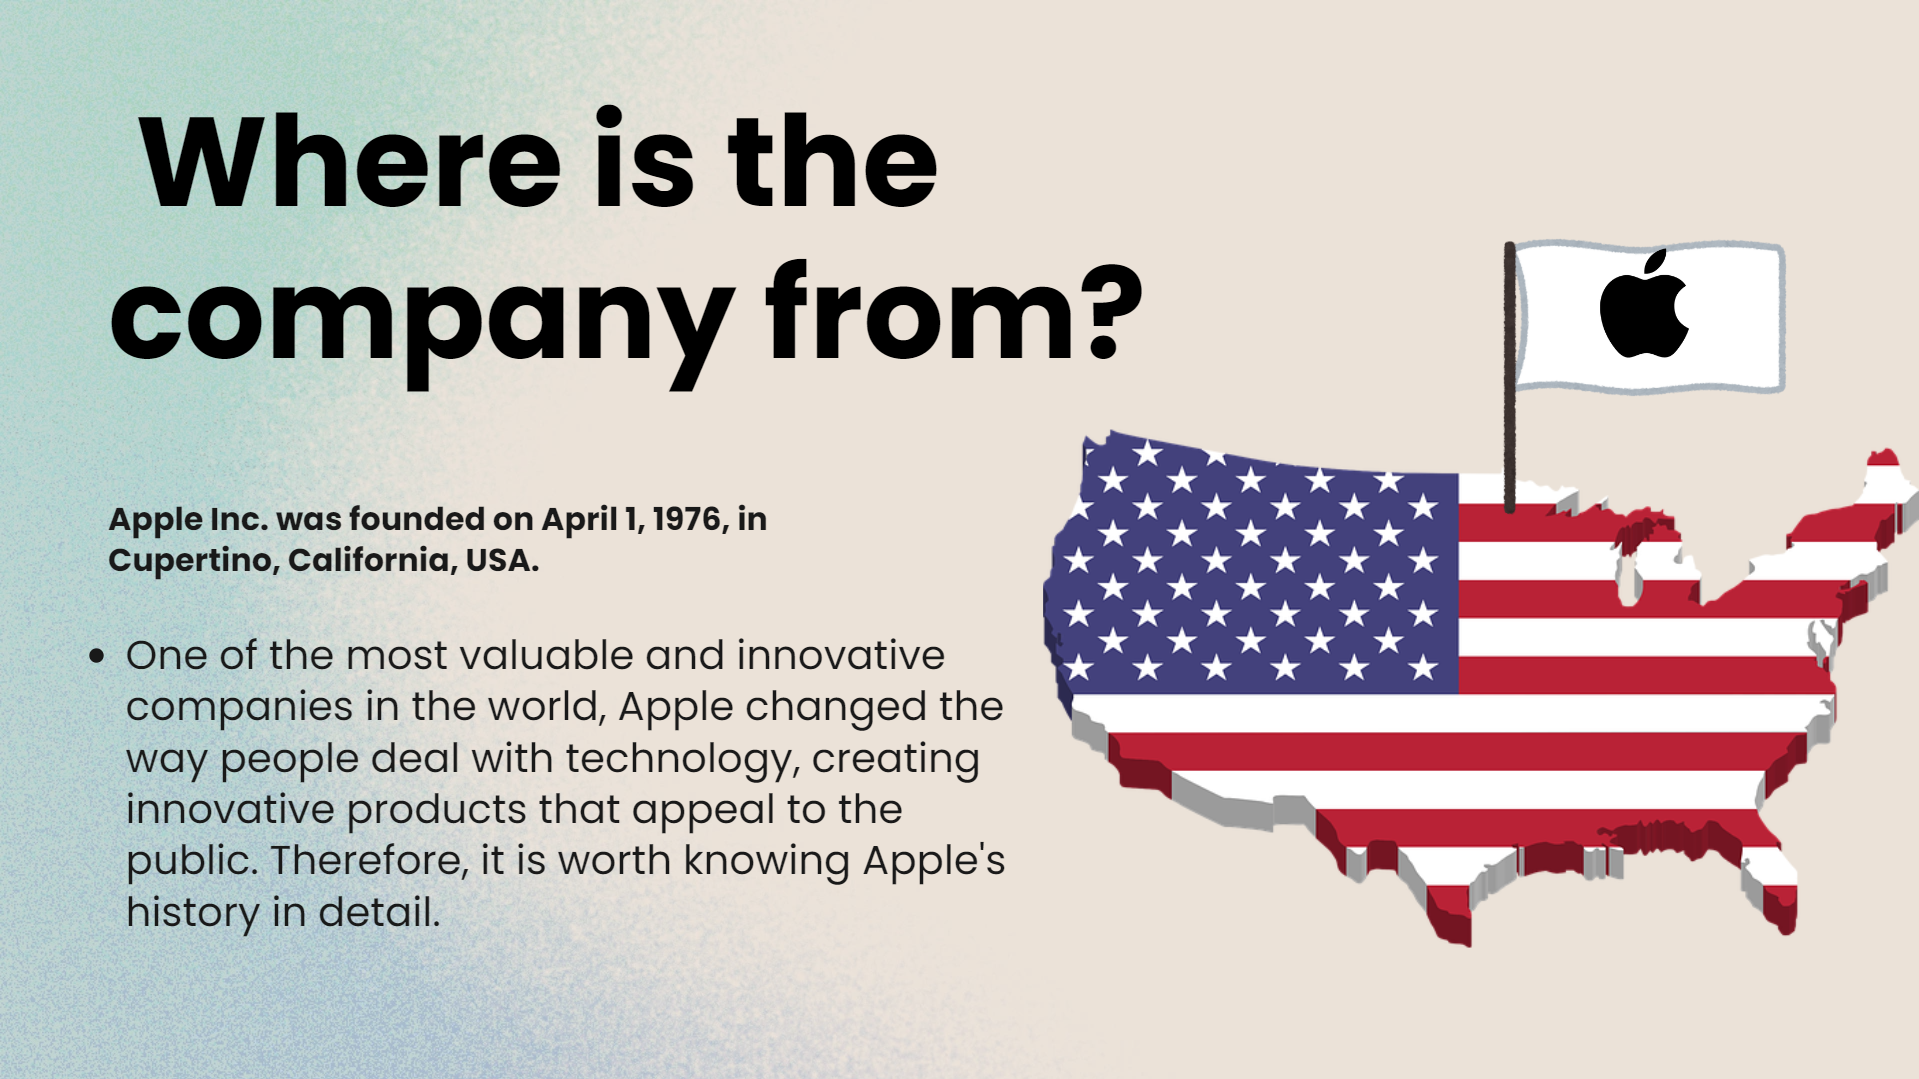 Where is the
company from?
Apple Inc. was founded on April 1, 1976, in
Cupertino, California, USA.
• One of the most valuable and innovative
companies in the world, Apple changed the
way people deal with technology, creating
innovative products that appeal to the
public. Therefore, it is worth knowing Apple's
history in detail.